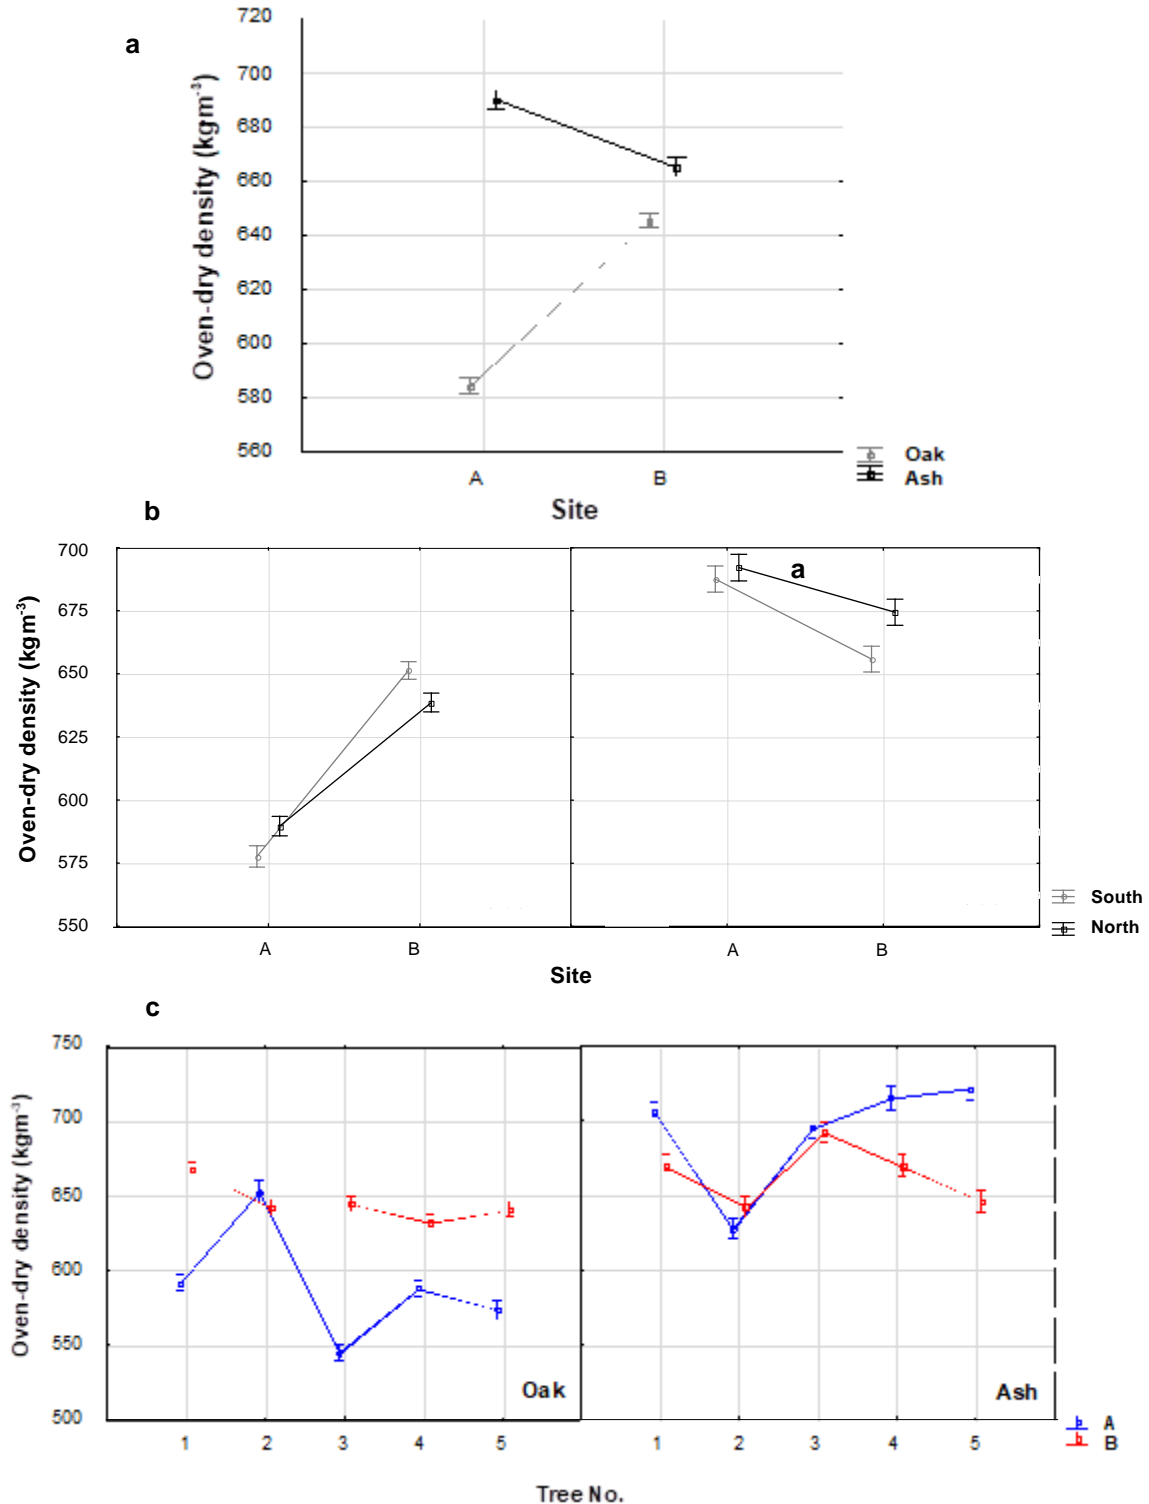 a
Oven-dry density (kgm-3)
720
700
680
660
640
620
600
580
560
A B
Site
Oak
Ash
b
Oven-dry density (kgm-3)
700
675
650
625
600
575
550
a
A B A B
Site
South
North
c
Oven-dry density (kgm-3)
750
700
650
600
550
500
Oak Ash
1 2 3 4 5 1 2 3 4 5
Tree No.
A
B